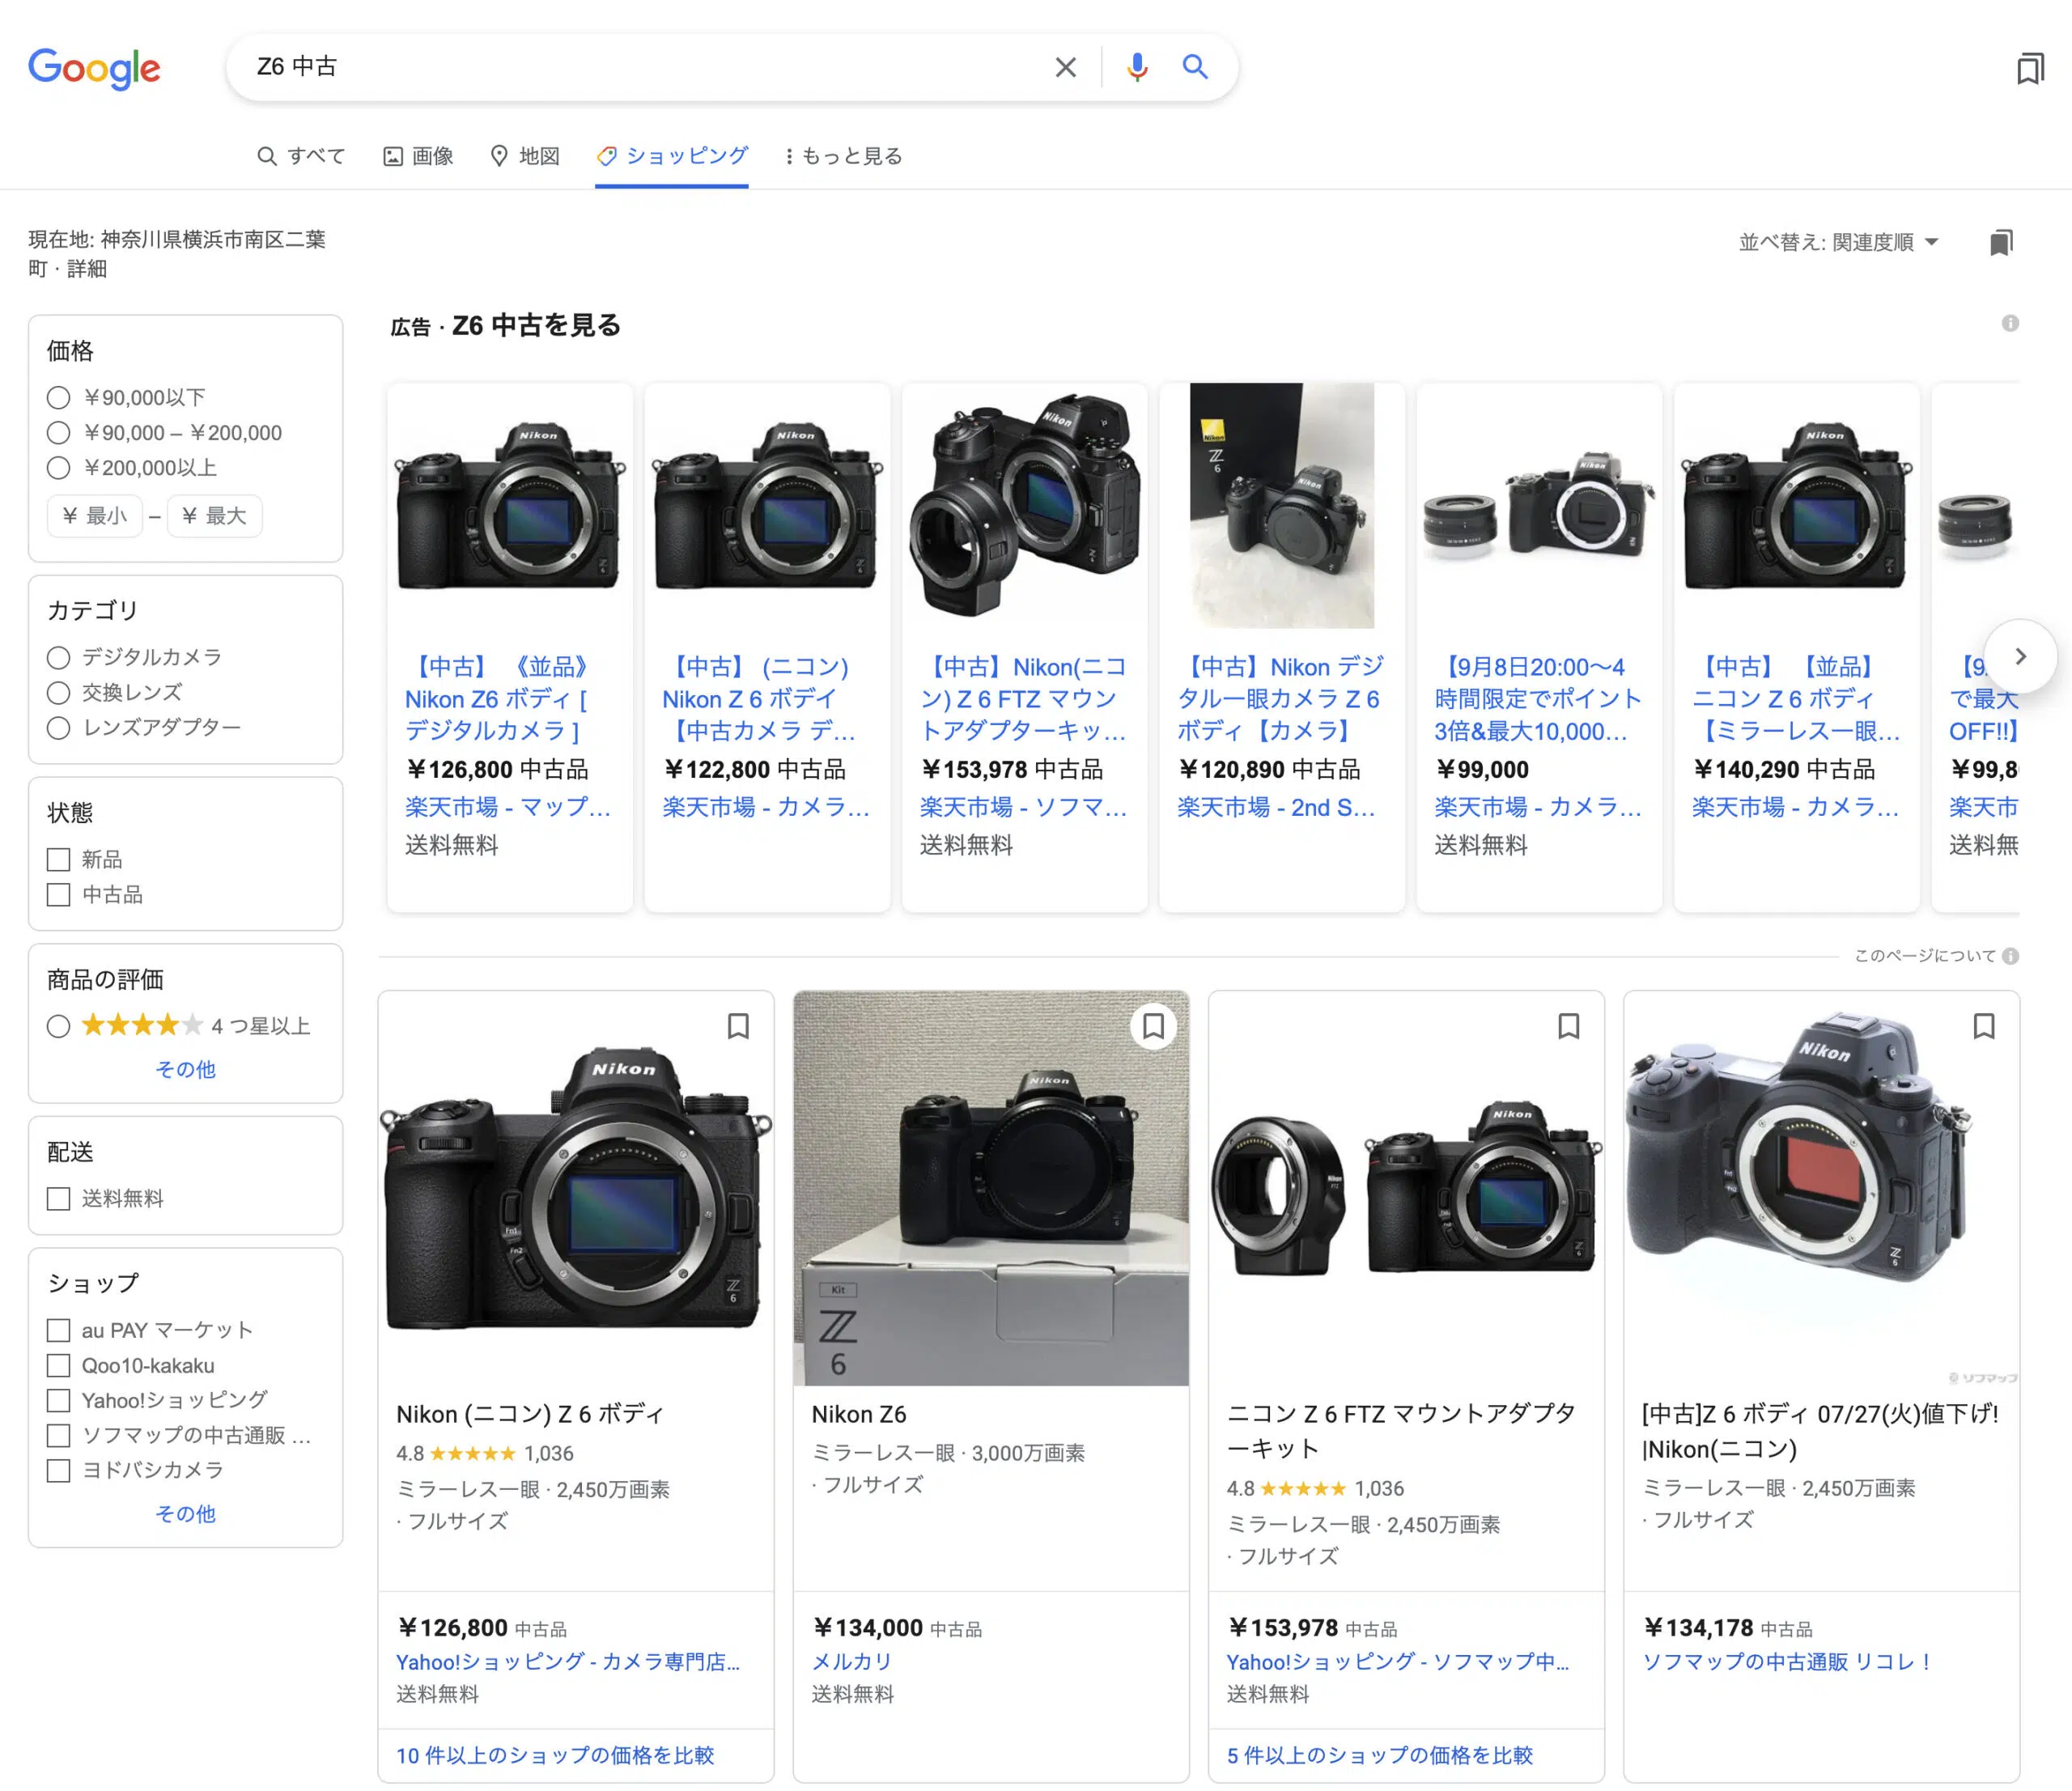 Google
Z6 中古
すべて
画像
地図
ショッピング
もっと見る
現在地: 神奈川県横浜市南区二葉
町 · 詳細
並べ替え: 関連度順
価格
￥90,000以下
￥90,000 – ￥200,000
￥200,000以上
￥ 最小 – ￥ 最大
カテゴリ
デジタルカメラ
交換レンズ
レンズアダプター
状態
新品
中古品
商品の評価
4 つ星以上
その他
配送
送料無料
ショップ
au PAY マーケット
Qoo10-kakaku
Yahoo!ショッピング
ソフマップの中古通販 ...
ヨドバシカメラ
その他
広告 · Z6 中古を見る
Nikon
【中古】 《並品》
Nikon Z6 ボディ [
デジタルカメラ ]
￥126,800 中古品
楽天市場 - マップ...
送料無料
Nikon
【中古】 (ニコン)
Nikon Z 6 ボデイ
【中古カメラ デ...
￥122,800 中古品
楽天市場 - カメラ...
Nikon
【中古】Nikon(ニコ
ン) Z 6 FTZ マウン
トアダプターキッ...
￥153,978 中古品
楽天市場 - ソフマ...
送料無料
Nikon
Z
6
Nikon
【中古】Nikon デジ
タル一眼カメラ Z 6
ボディ【カメラ】
￥120,890 中古品
楽天市場 - 2nd S...
Nikon
【9月8日20:00〜4
時間限定でポイント
3倍&最大10,000...
￥99,000
楽天市場 - カメラ...
送料無料
Nikon
【中古】 【並品】
ニコン Z 6 ボディ
【ミラーレス一眼...
￥140,290 中古品
楽天市場 - カメラ...
【9.
で最大
OFF!!】
￥99,8
楽天市
送料無
このページについて
Nikon
Fn1
Fn2
Z
6
Nikon (ニコン) Z 6 ボディ
4.8 1,036
ミラーレス一眼 · 2,450万画素
· フルサイズ
￥126,800 中古品
Yahoo!ショッピング - カメラ専門店...
送料無料
10 件以上のショップの価格を比較
Nikon
Kit
Z
6
Nikon Z6
ミラーレス一眼 · 3,000万画素
· フルサイズ
￥134,000 中古品
メルカリ
送料無料
Nikon
Z
6
ニコン Z 6 FTZ マウントアダプタ
ーキット
4.8 1,036
ミラーレス一眼 · 2,450万画素
· フルサイズ
￥153,978 中古品
Yahoo!ショッピング - ソフマップ中...
送料無料
5 件以上のショップの価格を比較
Nikon
Z
6
ソフマップ
[中古]Z 6 ボディ 07/27(火)値下げ!
|Nikon(ニコン)
ミラーレス一眼 · 2,450万画素
· フルサイズ
￥134,178 中古品
ソフマップの中古通販 リコレ！